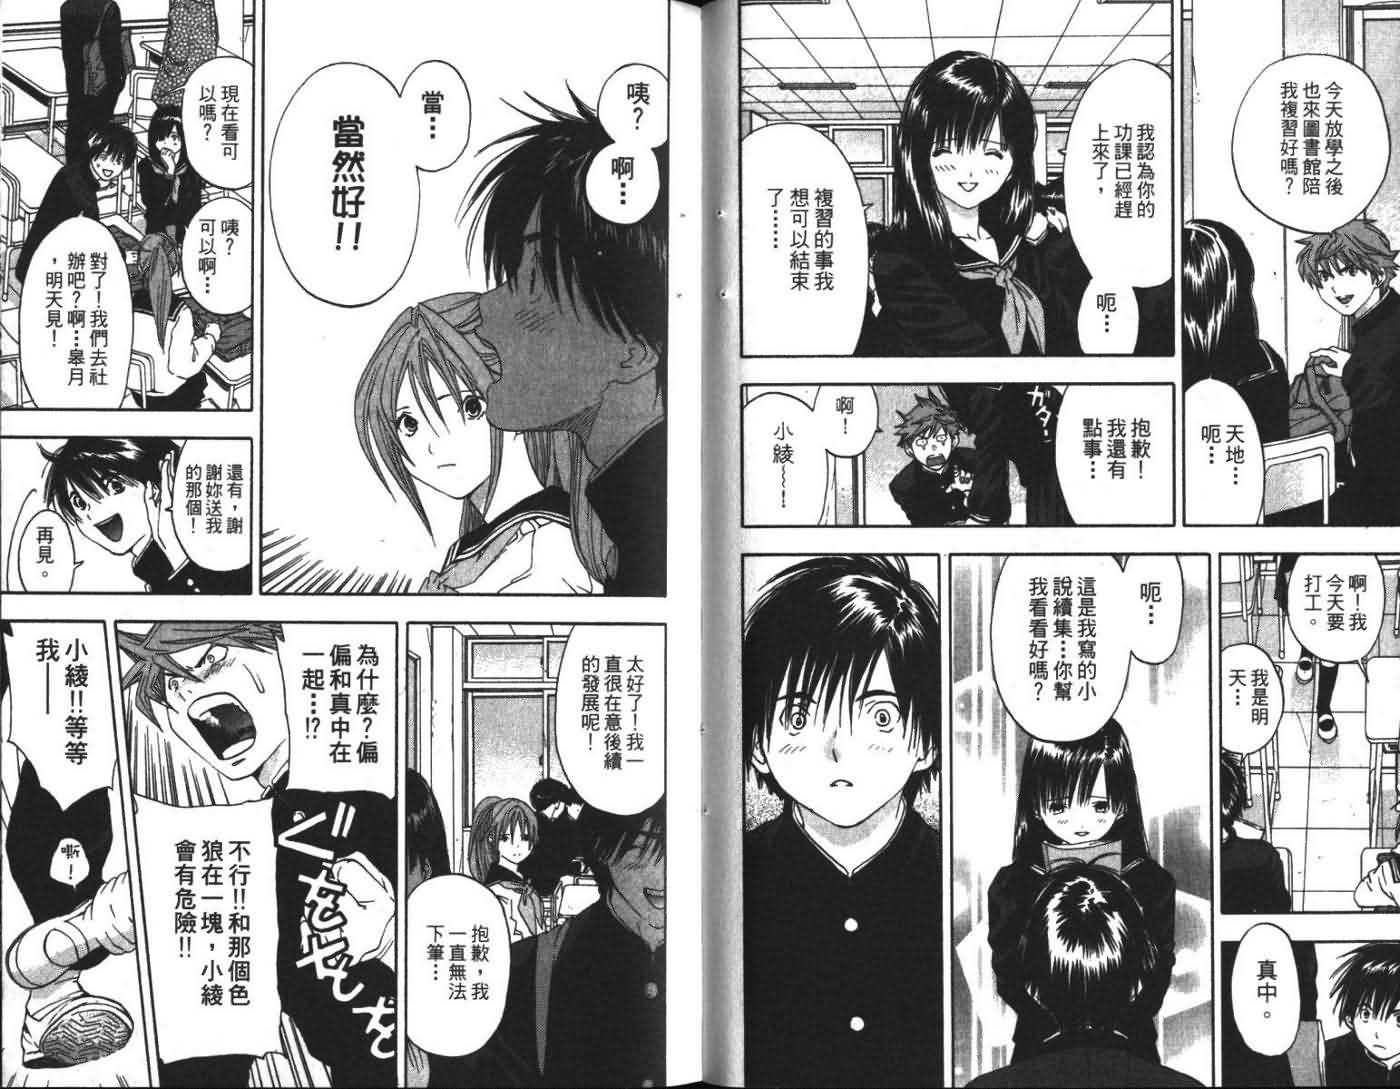 今天放學之後
也來圖書館陪
我複習好嗎?
天地…
呃…
我認為你的
功課已經趕
上來了,
呃…
複習的事我
想可以結束
了……
抱歉!
我還有
點事…
ガタ!
啊!
小綾~!
啊!我
今天要
打工。
我是明
天…
真中。
呃…
這是我寫的小
說續集…你幫
我看看好嗎?
咦?
啊…
當…
當然好!!
現在看可
以嗎?
咦?
可以啊…
對了!我們去社
辦吧?啊…皋月
,明天見!
還有,謝
謝妳送我
的那個!
再見。
太好了!我一
直很在意後續
的發展呢!
抱歉,我
一直無法
下筆…
為什麼?偏
偏和真中在
一起…!?
不行!!和那個色
狼在一塊,小綾
會有危險!!
小綾!!等等
我——
嘶!